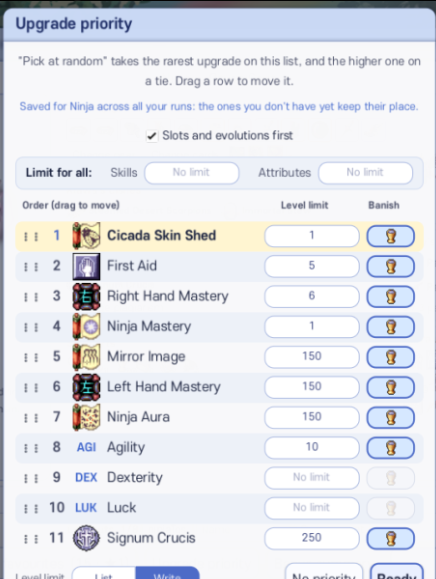 Upgrade priority
"Pick at random" takes the rarest upgrade on this list, and the higher one on
a tie. Drag a row to move it.
Saved for Ninja across all your runs: the ones you don't have yet keep their place.
Slots and evolutions first
Limit for all: Skills No limit Attributes No limit
Order (drag to move) Level limit Banish
1 Cicada Skin Shed 1
2 First Aid 5
3 Right Hand Mastery 6
4 Ninja Mastery 1
5 Mirror Image 150
6 Left Hand Mastery 150
7 Ninja Aura 150
8 AGI Agility 10
9 DEX Dexterity No limit
10 LUK Luck No limit
11 Signum Crucis 250
Level limit List Write No priority Ready